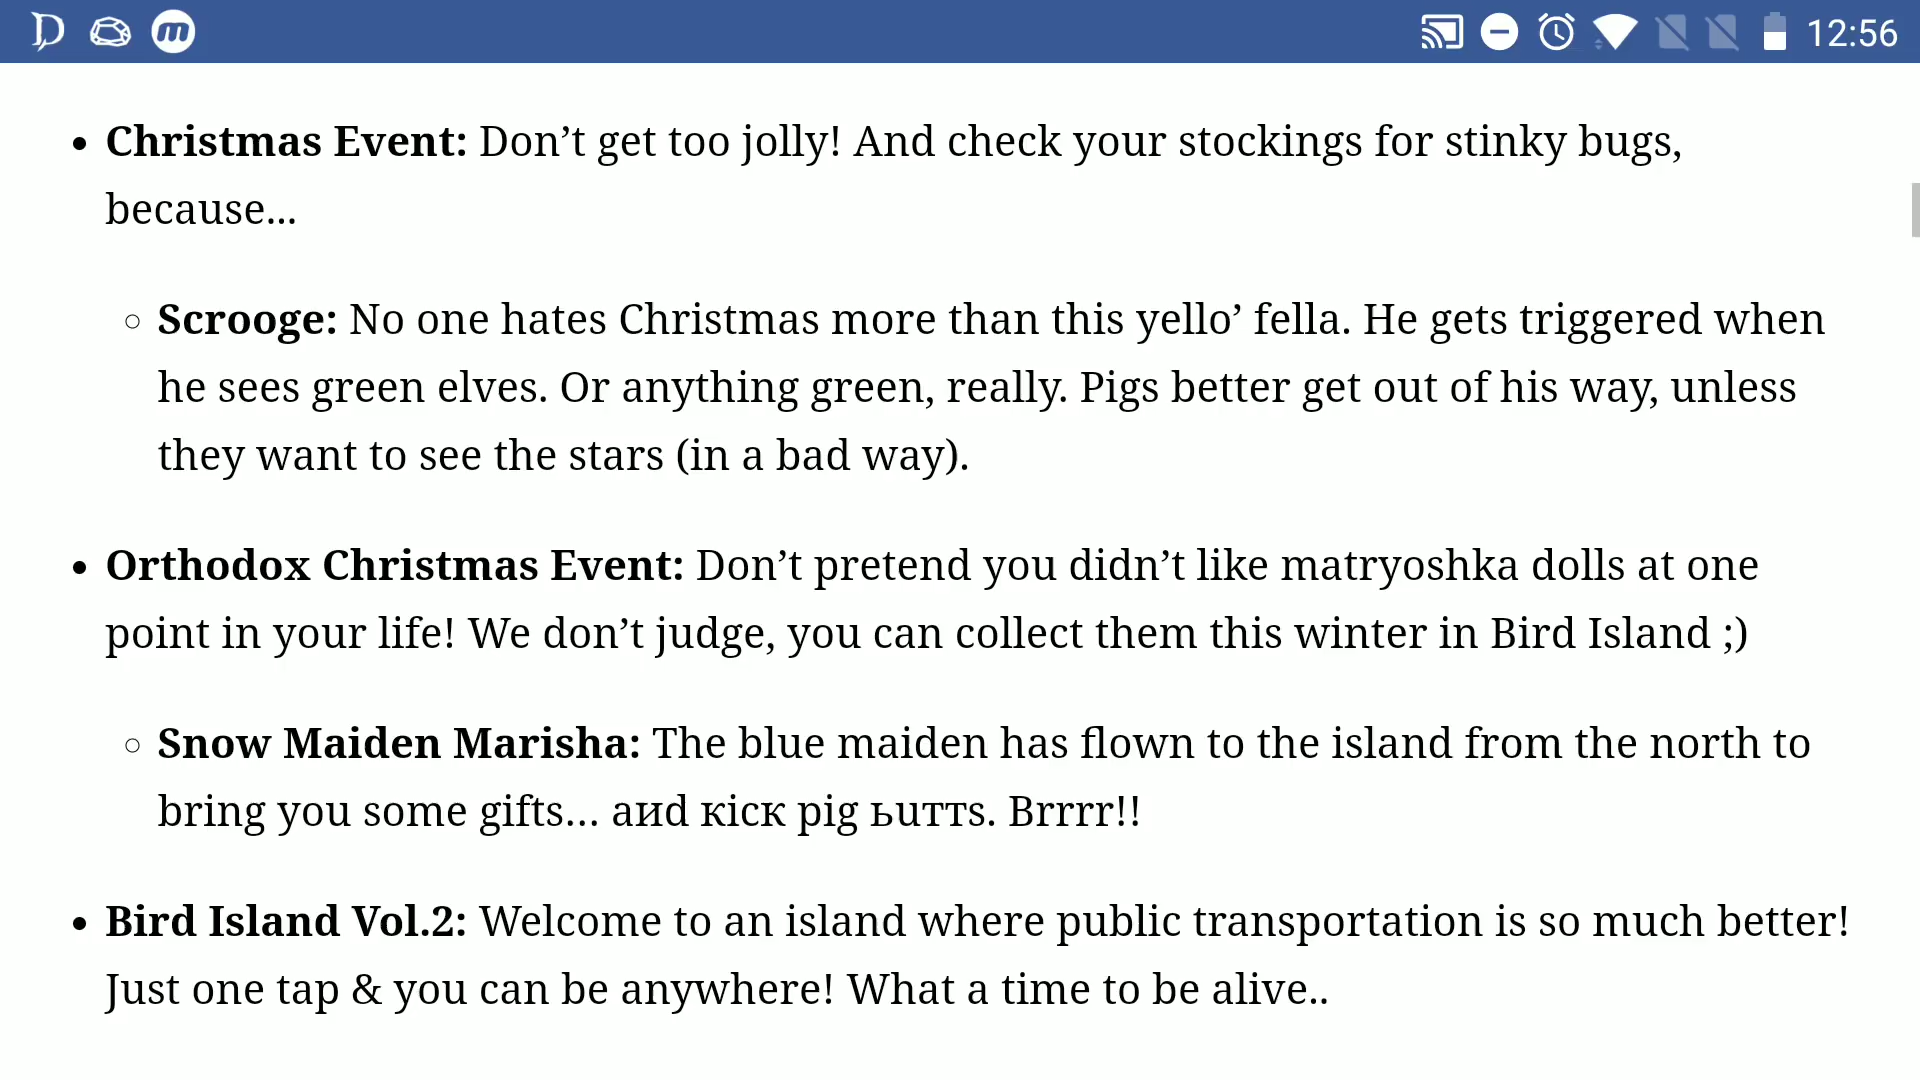 12:56
• Christmas Event: Don’t get too jolly! And check your stockings for stinky bugs,
because...
◦ Scrooge: No one hates Christmas more than this yello’ fella. He gets triggered when
he sees green elves. Or anything green, really. Pigs better get out of his way, unless
they want to see the stars (in a bad way).
• Orthodox Christmas Event: Don’t pretend you didn’t like matryoshka dolls at one
point in your life! We don’t judge, you can collect them this winter in Bird Island ;)
◦ Snow Maiden Marisha: The blue maiden has flown to the island from the north to
bring you some gifts… aиd кicк pig ьuттs. Brrrr!!
• Bird Island Vol.2: Welcome to an island where public transportation is so much better!
Just one tap & you can be anywhere! What a time to be alive..